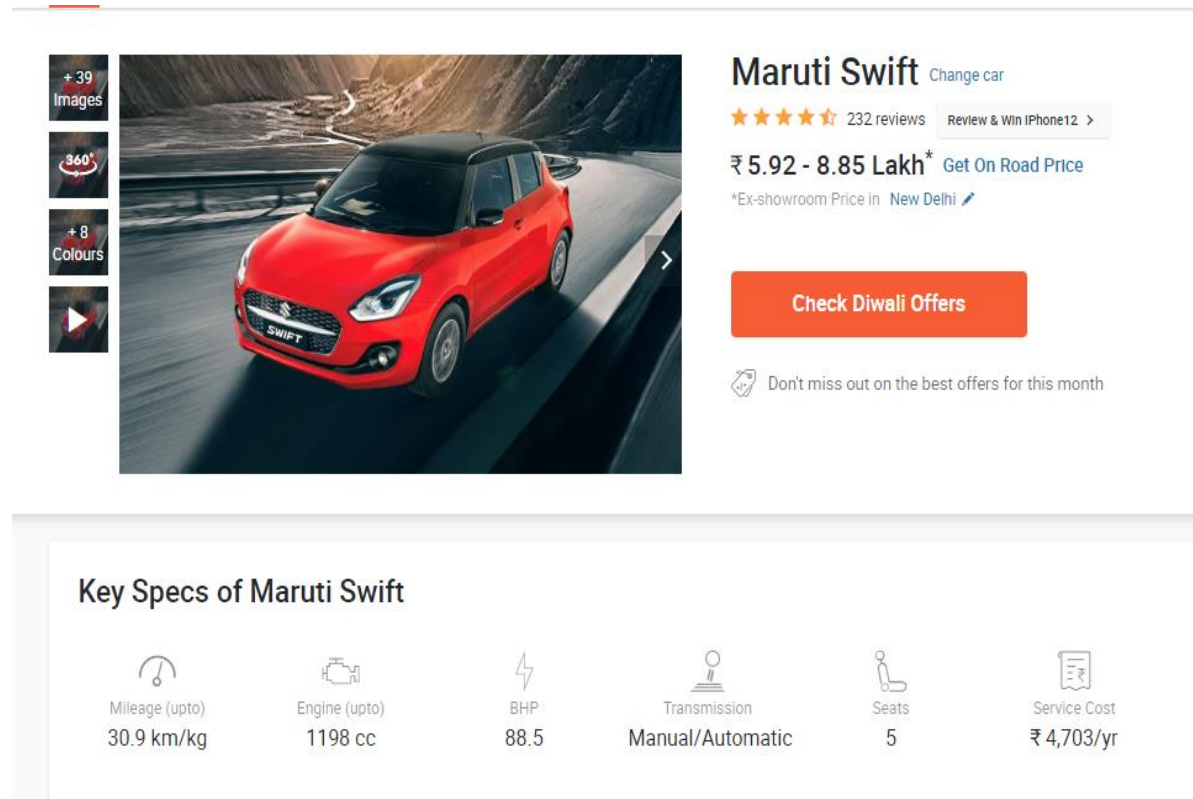 + 39
Images
360°
+ 8
Colours
SWIFT
Maruti Swift Change car
232 reviews Review & Win iPhone12 >
₹ 5.92 - 8.85 Lakh* Get On Road Price
*Ex-showroom Price in New Delhi
Check Diwali Offers
Don't miss out on the best offers for this month
Key Specs of Maruti Swift
Mileage (upto) Engine (upto) BHP Transmission Seats Service Cost
30.9 km/kg 1198 cc 88.5 Manual/Automatic 5 ₹ 4,703/yr